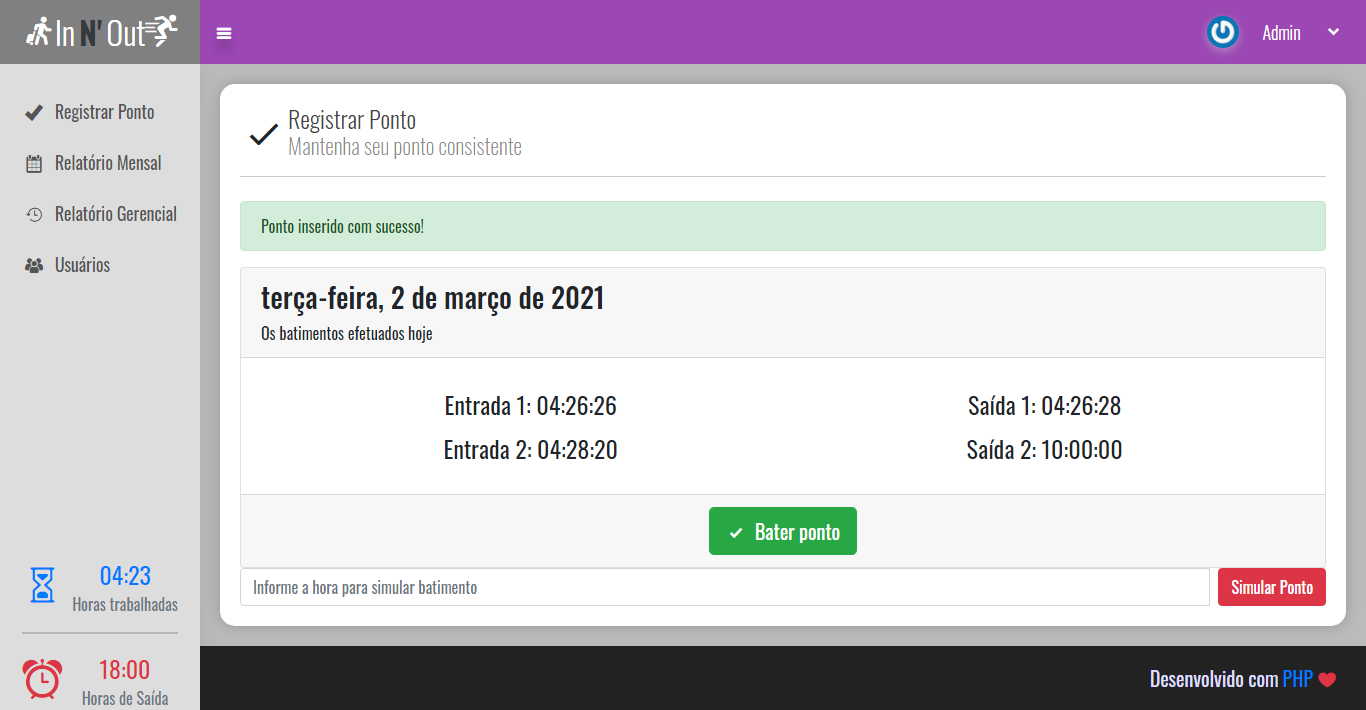 In N' Out
Admin
Registrar Ponto
Relatório Mensal
Relatório Gerencial
Usuários
04:23
Horas trabalhadas
18:00
Horas de Saída
Registrar Ponto
Mantenha seu ponto consistente
Ponto inserido com sucesso!
terça-feira, 2 de março de 2021
Os batimentos efetuados hoje
Entrada 1: 04:26:26 Saída 1: 04:26:28
Entrada 2: 04:28:20 Saída 2: 10:00:00
Bater ponto
Informe a hora para simular batimento Simular Ponto
Desenvolvido com PHP